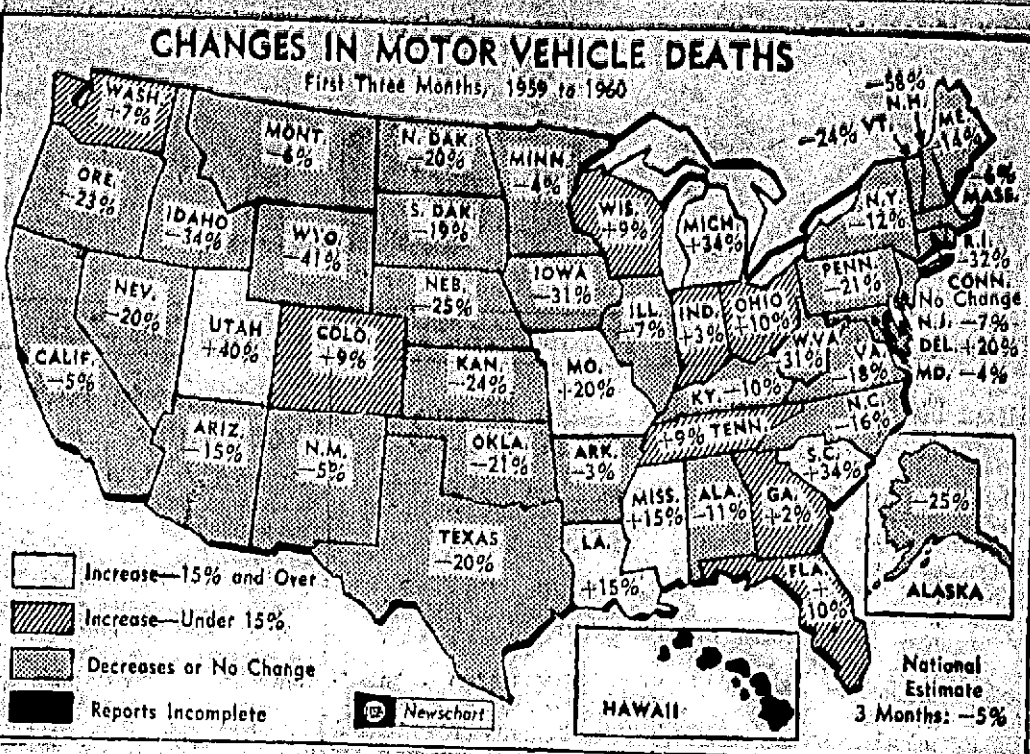 CHANGES IN MOTOR VEHICLE DEATHS
First Three Months, 1959 to 1960
WASH.
+7%
MONT.
−6%
N. DAK.
−20%
MINN.
−4%
−58%
N.H.
−24% VT.
ME.
−14%
−6%
MASS.
ORE.
−23%
IDAHO
−34%
WYO.
−41%
S. DAK.
−19%
WIS.
+9%
MICH.
+34%
N.Y.
−12%
R.I.
−32%
CONN.
No Change
N.J. −7%
DEL. +20%
MD. −4%
NEV.
−20%
UTAH
+40%
COLO.
+9%
NEB.
−25%
IOWA
−31%
ILL.
−7%
IND.
+3%
OHIO
+10%
PENN.
−21%
W.VA.
31%
VA.
−18%
CALIF.
−5%
KAN.
−24%
MO.
+20%
KY. −10%
N.C.
−16%
ARIZ.
−15%
N.M.
−5%
OKLA.
−21%
ARK.
−3%
+9% TENN.
S.C.
+34%
MISS.
+15%
ALA.
−11%
GA.
+2%
TEXAS
−20%
LA.
+15%
FLA.
+
10%
−25%
ALASKA
HAWAII
Increase—15% and Over
Increase—Under 15%
Decreases or No Change
Reports Incomplete
Newschart
National
Estimate
3 Months: −5%